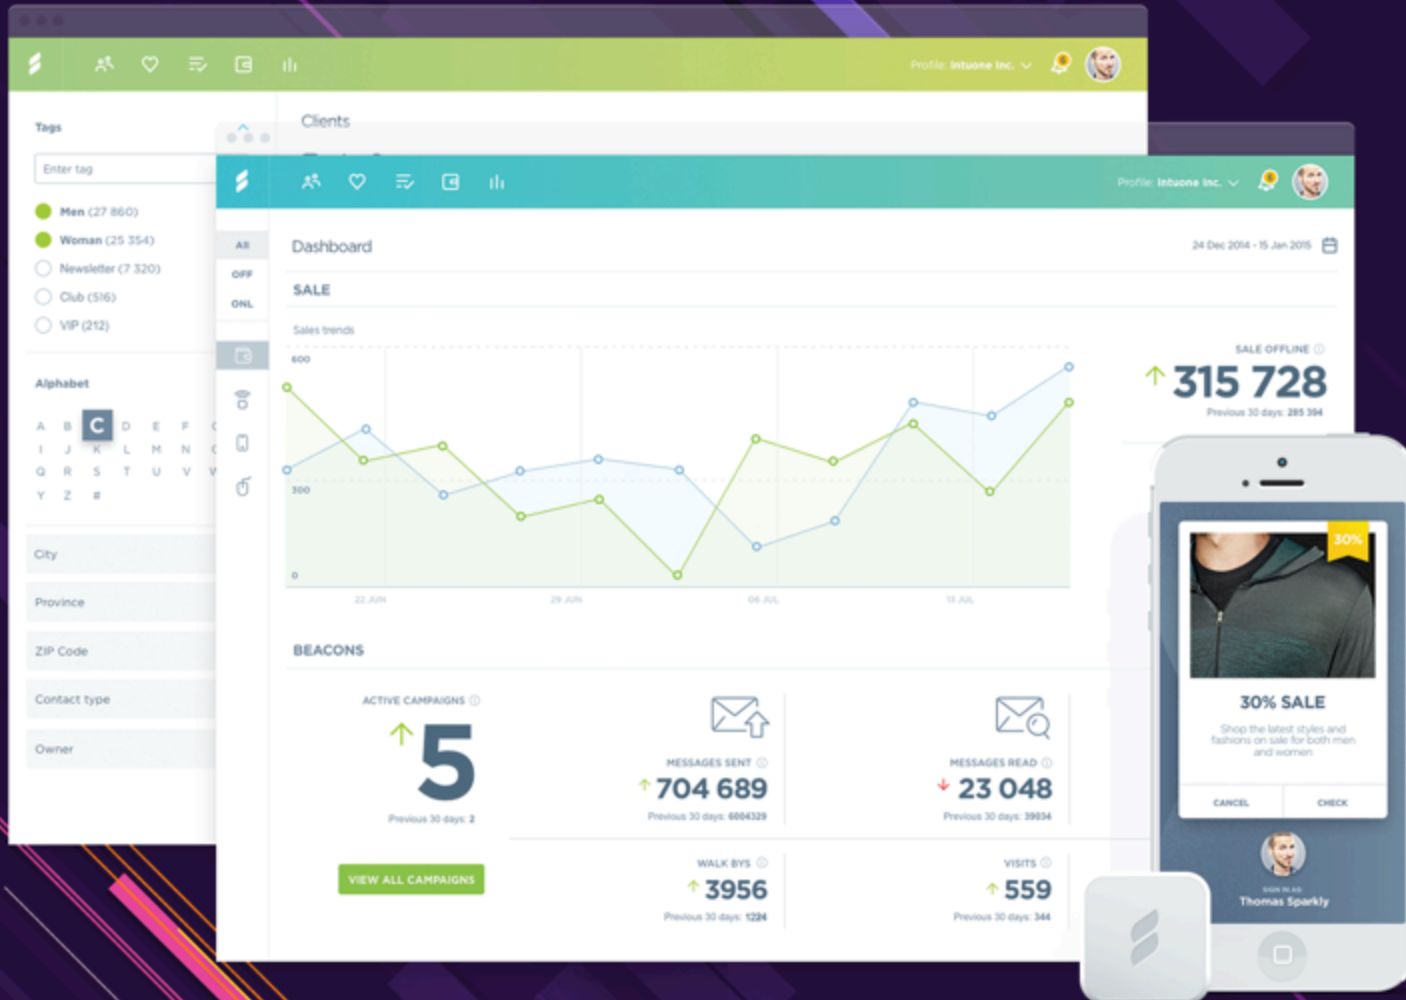 Profile: Intuone Inc.
6
Tags
Clients
Enter tag
Men (27 860)
Woman (25 354)
Newsletter (7 320)
Club (516)
VIP (212)
Alphabet
A B C D E F
I J K L M N
Q R S T U V
Y Z #
City
Province
ZIP Code
Contact type
Owner
Profile: Intuone Inc.
6
All
OFF
ONL
Dashboard
24 Dec 2014 - 15 Jan 2015
SALE
Sales trends
600
300
0
22 JUN 29 JUN 06 JUL 13 JUL
SALE OFFLINE
315 728
Previous 30 days: 285 394
BEACONS
ACTIVE CAMPAIGNS
5
Previous 30 days: 2
VIEW ALL CAMPAIGNS
MESSAGES SENT
704 689
Previous 30 days: 6004329
MESSAGES READ
23 048
Previous 30 days: 39034
WALK BYS
3956
Previous 30 days: 1224
VISITS
559
Previous 30 days: 344
30%
30% SALE
Shop the latest styles and
fashions on sale for both men
and women
CANCEL CHECK
SIGN IN AS:
Thomas Sparkly